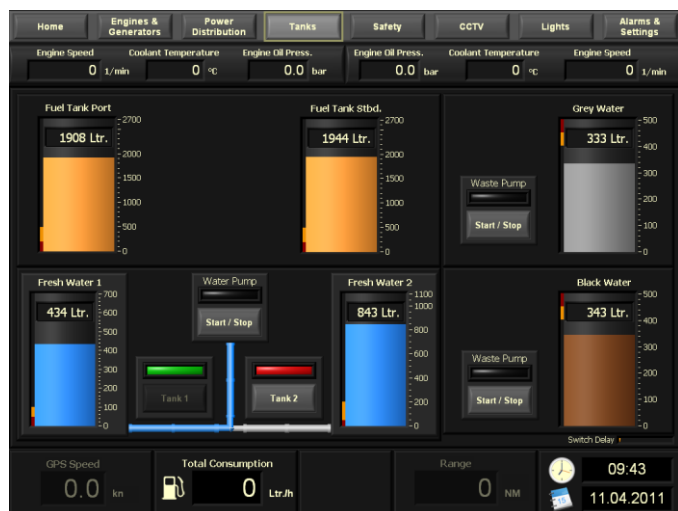 Home
Engines &
Generators
Power
Distribution
Tanks
Safety
CCTV
Lights
Alarms &
Settings
Engine Speed
0 1/min
Coolant Temperature
0 °C
Engine Oil Press.
0.0 bar
Engine Oil Press.
0.0 bar
Coolant Temperature
0 °C
Engine Speed
0 1/min
Fuel Tank Port
1908 Ltr.
2700
2000
1500
1000
500
0
Fuel Tank Stbd.
1944 Ltr.
2700
2000
1500
1000
500
0
Waste Pump
Start / Stop
Grey Water
333 Ltr.
500
400
300
200
100
0
Fresh Water 1
434 Ltr.
700
600
500
400
300
200
100
0
Water Pump
Start / Stop
Tank 1
Tank 2
Fresh Water 2
843 Ltr.
1100
1000
800
600
400
200
0
Waste Pump
Start / Stop
Black Water
343 Ltr.
500
400
300
200
100
0
Switch Delay
GPS Speed
0.0 kn
Total Consumption
0 Ltr./h
Range
0 NM
09:43
11.04.2011